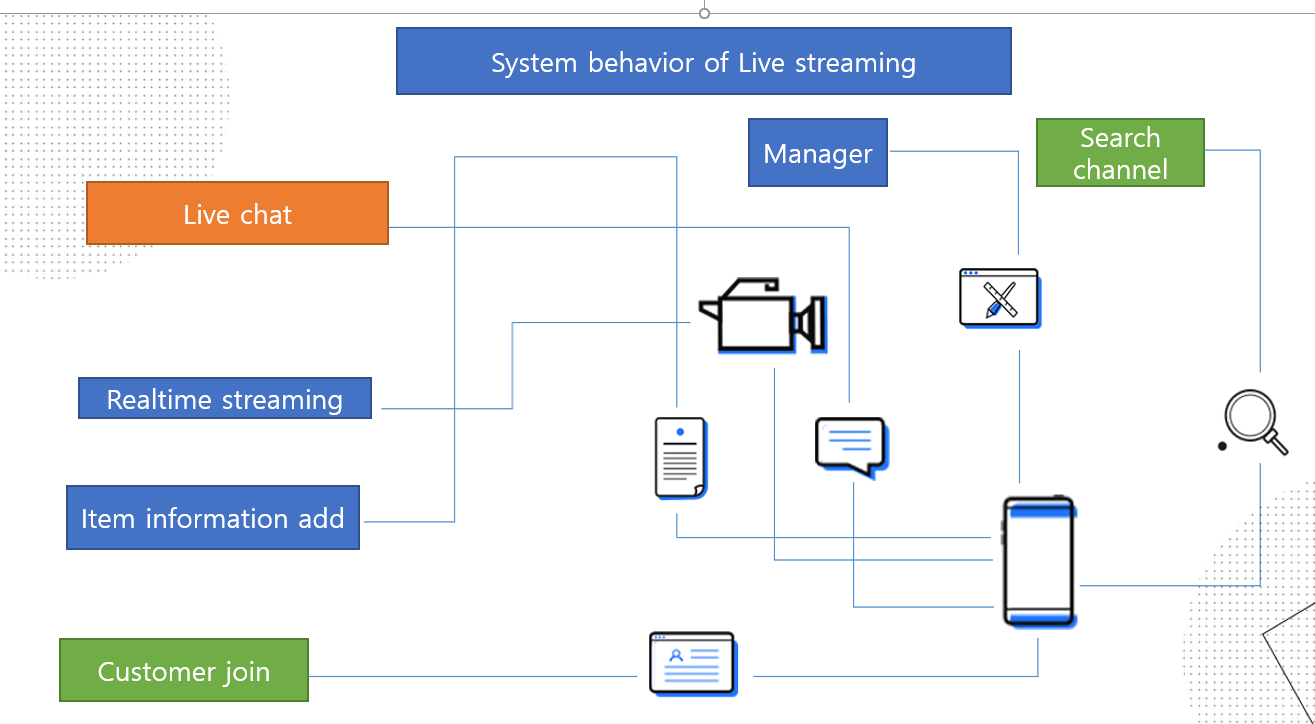 System behavior of Live streaming
Manager
Search
channel
Live chat
Realtime streaming
Item information add
Customer join